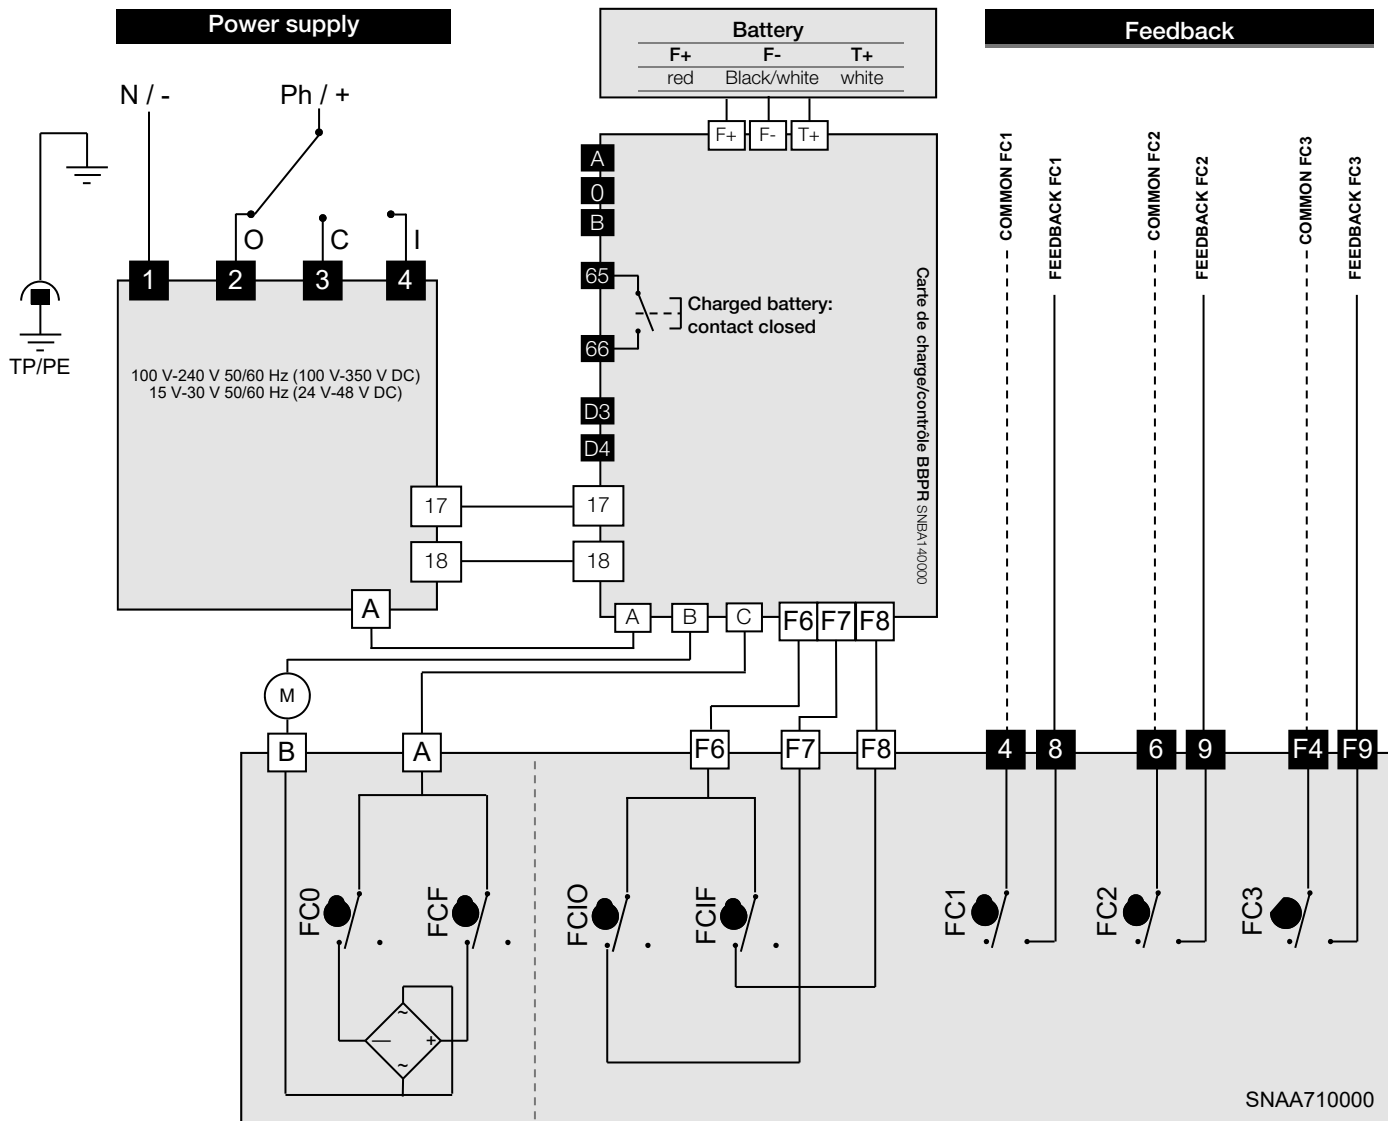 Power supply
Battery
F+ F- T+
red Black/white white
Feedback
N / -
Ph / +
F+ F- T+
COMMON FC1
FEEDBACK FC1
COMMON FC2
FEEDBACK FC2
COMMON FC3
FEEDBACK FC3
A
0
B
O C I
1 2 3 4
65
Charged battery:
contact closed
66
Carte de charge/contrôle BBPR SNBA140000
TP/PE
100 V-240 V 50/60 Hz (100 V-350 V DC)
15 V-30 V 50/60 Hz (24 V-48 V DC)
D3
D4
17 17
18 18
A
A B C F6 F7 F8
M
B A F6 F7 F8 4 8 6 9 F4 F9
FC0
FCF
FCIO
FCIF
FC1
FC2
FC3
~
— +
~
SNAA710000